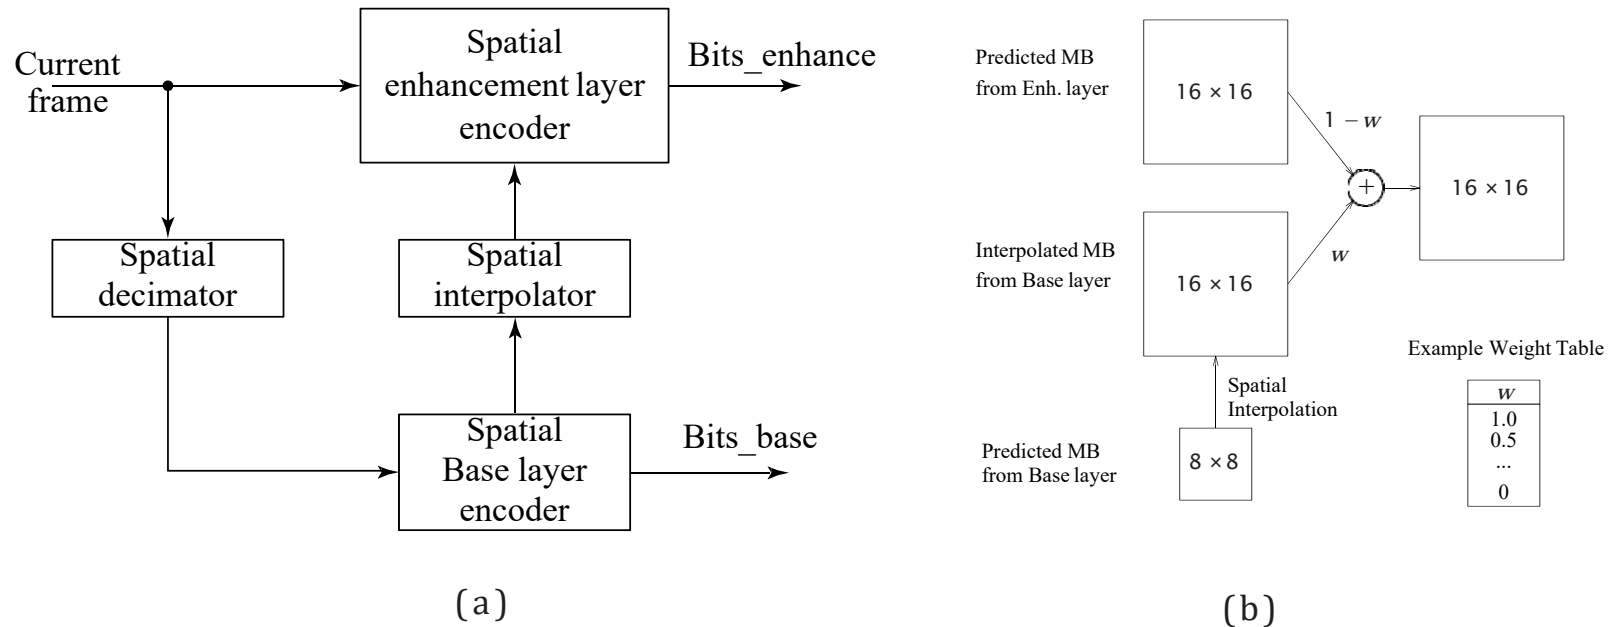 Current
frame
Spatial
enhancement layer
encoder
Bits_enhance
Spatial
decimator
Spatial
interpolator
Spatial
Base layer
encoder
Bits_base
(a)
Predicted MB
from Enh. layer
16 × 16
1 − w
+
16 × 16
Interpolated MB
from Base layer
16 × 16
w
Spatial
Interpolation
Predicted MB
from Base layer
8 × 8
Example Weight Table
w
1.0
0.5
...
0
(b)